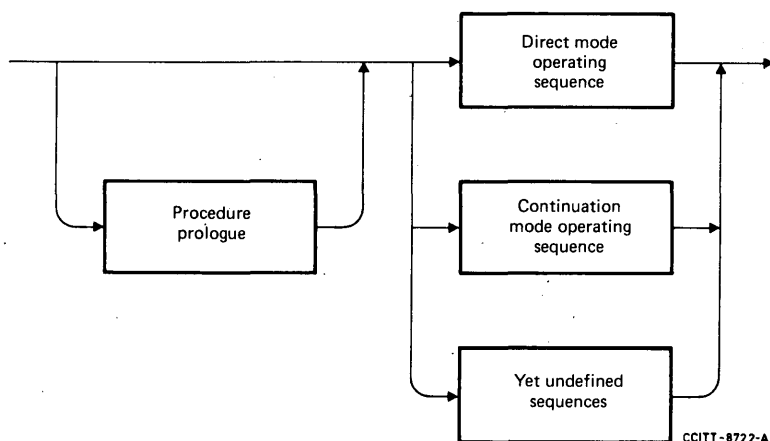 Direct mode
operating
sequence
Procedure
prologue
Continuation
mode operating
sequence
Yet undefined
sequences
CCITT-8722-A